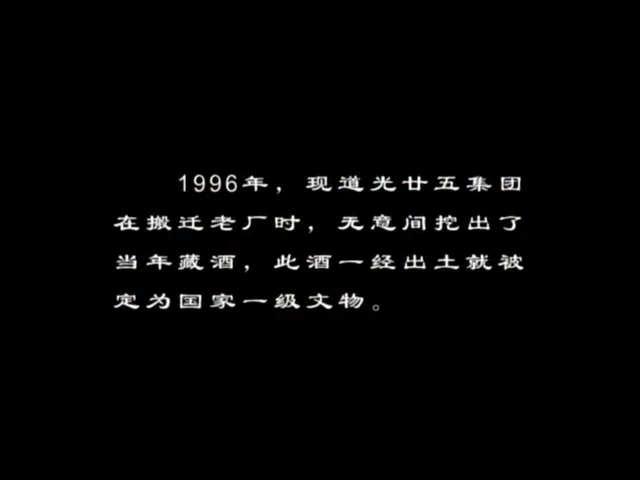 1996年，现道光廿五集团
在搬迁老厂时，无意间挖出了
当年藏酒，此酒一经出土就被
定为国家一级文物。